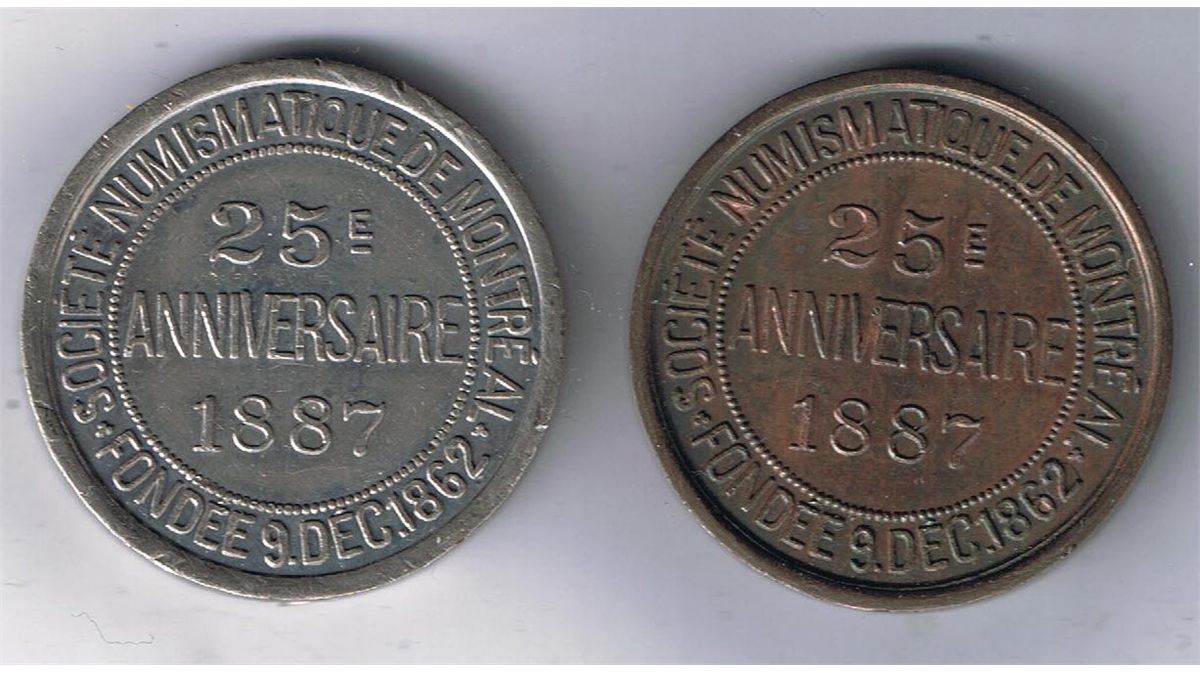 SOCIÉTÉ NUMISMATIQUE DE MONTRÉAL
25E
ANNIVERSAIRE
1887
FONDÉE 9.DÉC.1862
SOCIÉTÉ NUMISMATIQUE DE MONTRÉAL
25E
ANNIVERSAIRE
1887
FONDÉE 9.DÉC.1862